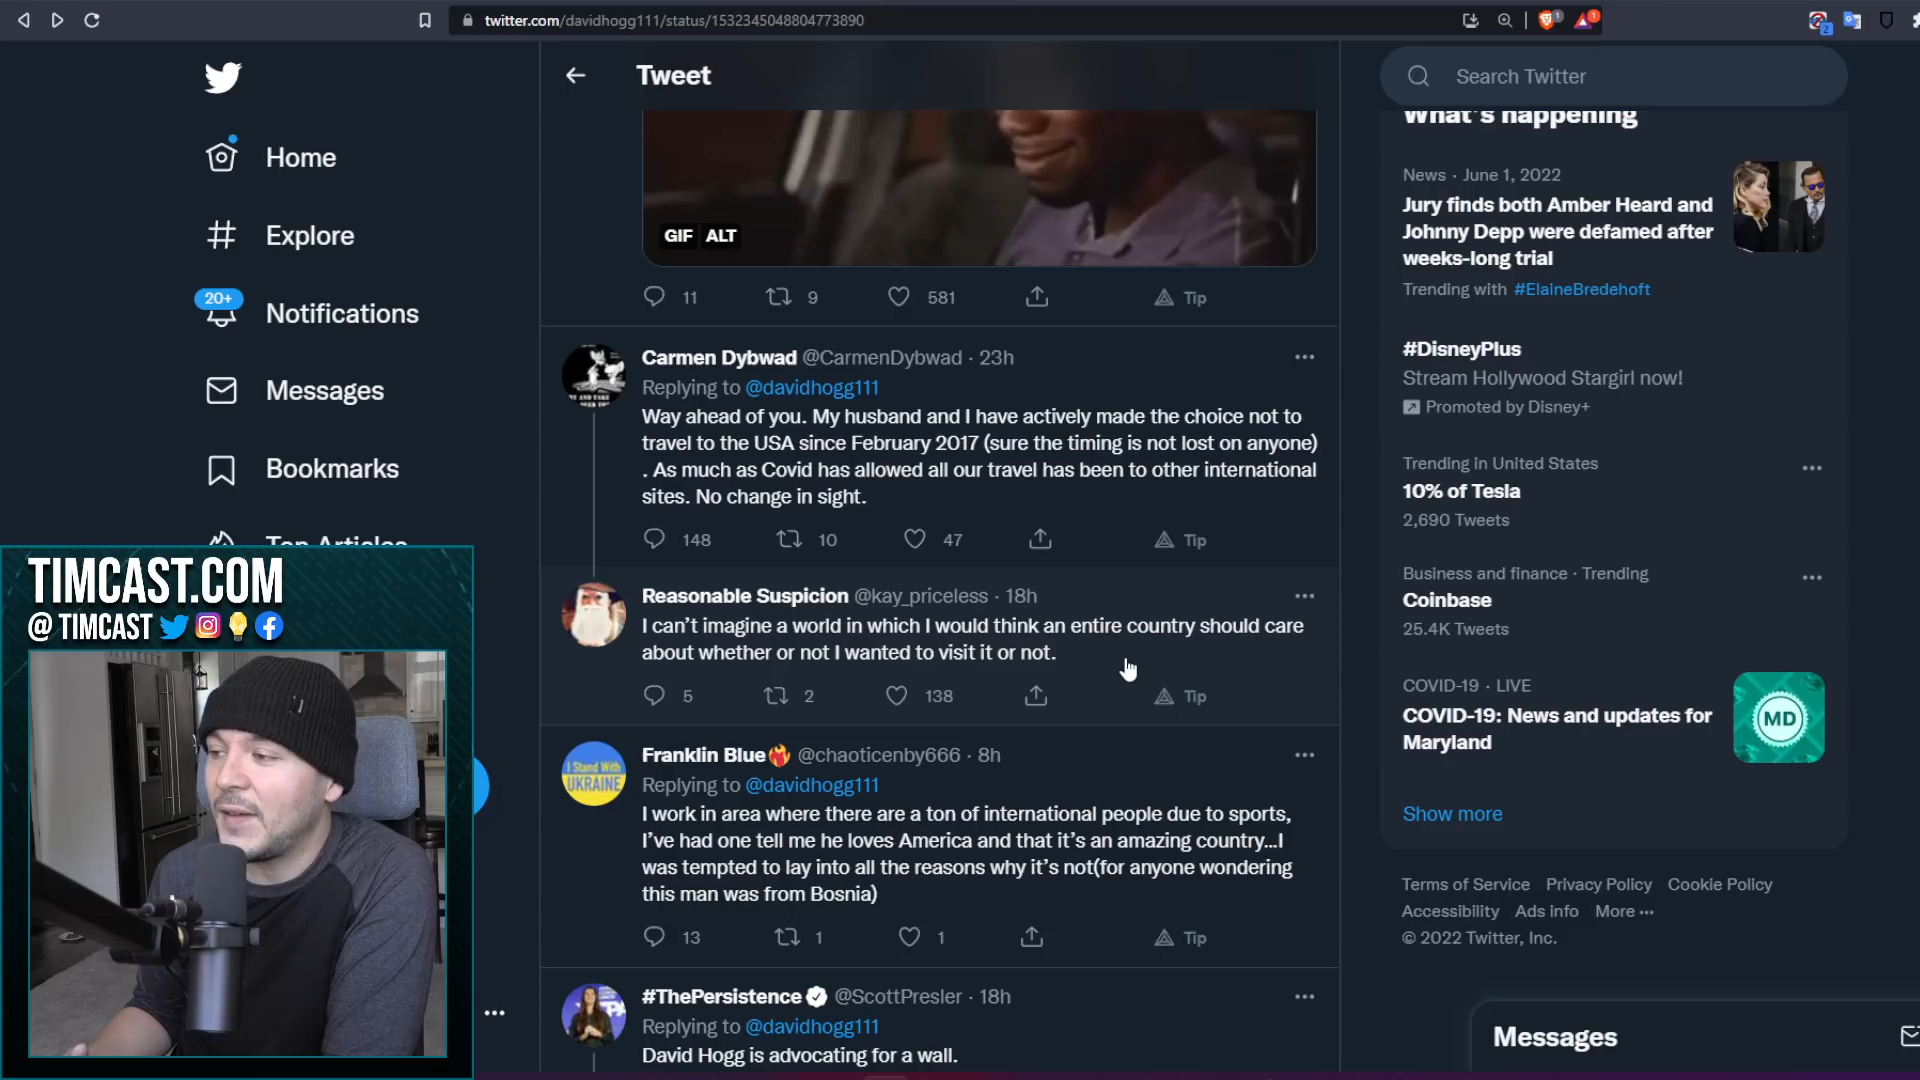 twitter.com/davidhogg111/status/1532345048804773890
Home
Explore
20+
Notifications
Messages
Bookmarks
Top Articles
TIMCAST.COM
@ TIMCAST
Tweet
GIF ALT
11 9 581 Tip
Carmen Dybwad @CarmenDybwad · 23h
Replying to @davidhogg111
Way ahead of you. My husband and I have actively made the choice not to
travel to the USA since February 2017 (sure the timing is not lost on anyone)
. As much as Covid has allowed all our travel has been to other international
sites. No change in sight.
148 10 47 Tip
Reasonable Suspicion @kay_priceless · 18h
I can't imagine a world in which I would think an entire country should care
about whether or not I wanted to visit it or not.
5 2 138 Tip
I Stand With
UKRAINE
Franklin Blue @chaoticenby666 · 8h
Replying to @davidhogg111
I work in area where there are a ton of international people due to sports,
I've had one tell me he loves America and that it's an amazing country...I
was tempted to lay into all the reasons why it's not(for anyone wondering
this man was from Bosnia)
13 1 1 Tip
#ThePersistence @ScottPresler · 18h
Replying to @davidhogg111
David Hogg is advocating for a wall.
Search Twitter
What's happening
News · June 1, 2022
Jury finds both Amber Heard and
Johnny Depp were defamed after
weeks-long trial
Trending with #ElaineBredehoft
#DisneyPlus
Stream Hollywood Stargirl now!
Promoted by Disney+
Trending in United States
10% of Tesla
2,690 Tweets
Business and finance · Trending
Coinbase
25.4K Tweets
COVID-19 · LIVE
COVID-19: News and updates for
Maryland
MD
Show more
Terms of Service Privacy Policy Cookie Policy
Accessibility Ads info More ···
© 2022 Twitter, Inc.
Messages